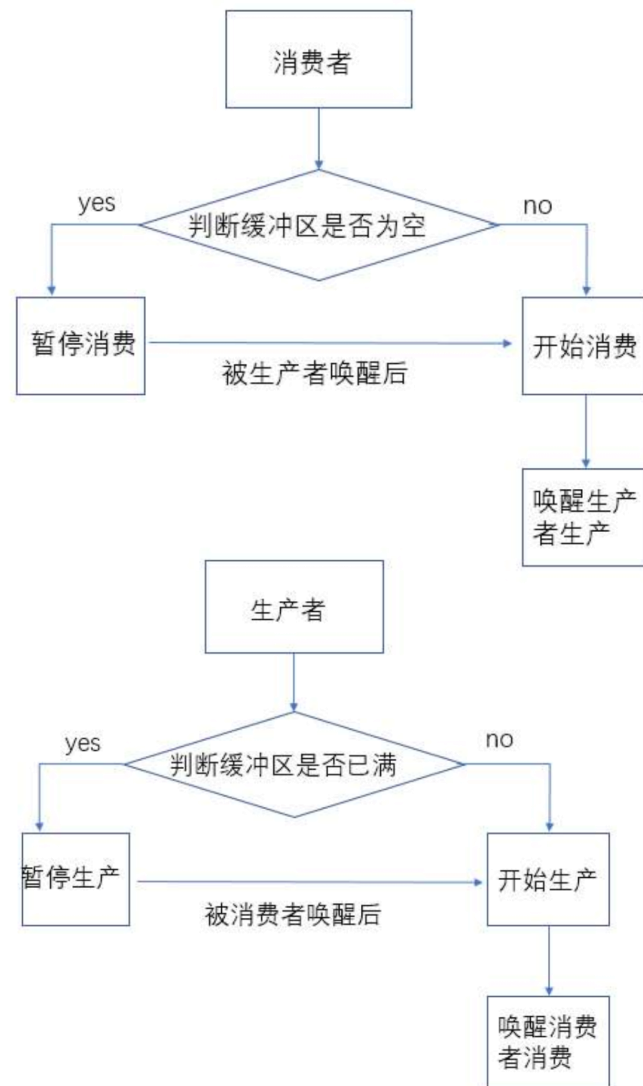 消费者
yes
no
判断缓冲区是否为空
暂停消费
开始消费
被生产者唤醒后
唤醒生产
者生产
生产者
yes
no
判断缓冲区是否已满
暂停生产
开始生产
被消费者唤醒后
唤醒消费
者消费